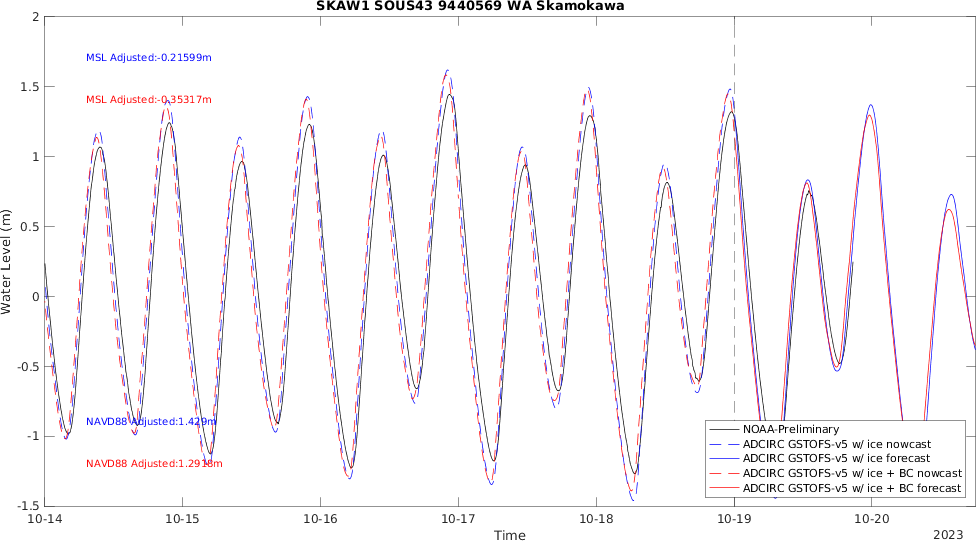 SKAW1 SOUS43 9440569 WA Skamokawa
Water Level (m)
2
1.5
1
0.5
0
-0.5
-1
-1.5
MSL Adjusted:-0.21599m
MSL Adjusted:-0.35317m
NAVD88 Adjusted:1.429m
NAVD88 Adjusted:1.2918m
NOAA-Preliminary
ADCIRC GSTOFS-v5 w/ ice nowcast
ADCIRC GSTOFS-v5 w/ ice forecast
ADCIRC GSTOFS-v5 w/ ice + BC nowcast
ADCIRC GSTOFS-v5 w/ ice + BC forecast
10-14 10-15 10-16 10-17 10-18 10-19 10-20
Time
2023